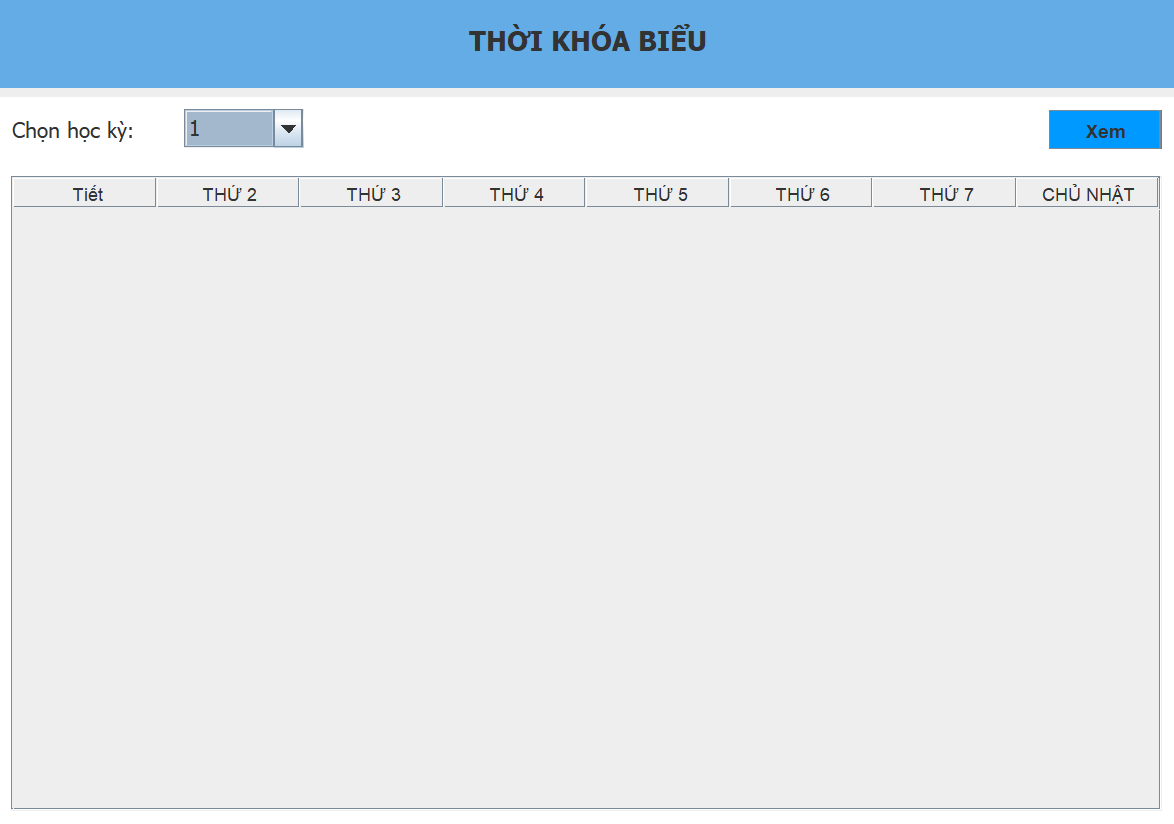 THỜI KHÓA BIỂU
Chọn học kỳ: 1 Xem
Tiết THỨ 2 THỨ 3 THỨ 4 THỨ 5 THỨ 6 THỨ 7 CHỦ NHẬT